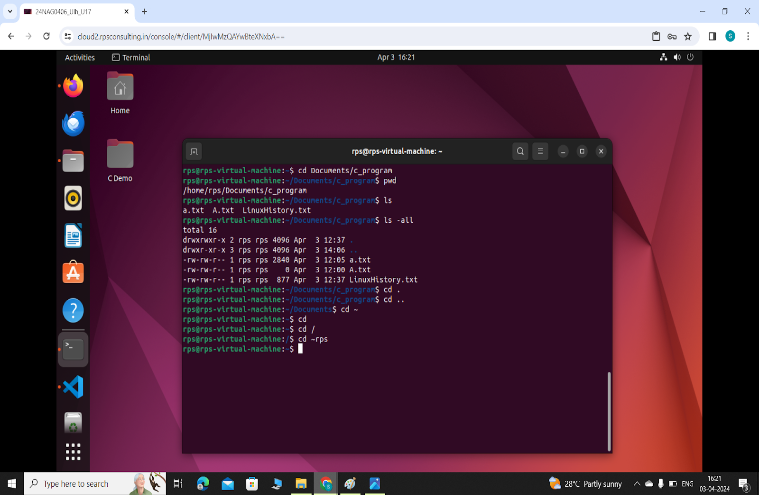 24NAG0406_Ulb_U17
cloud2.rpsconsulting.in/console/#/client/MjIwMzQAYwBteXNxbA==
Activities Terminal Apr 3 16:21
Home
C Demo
rps@rps-virtual-machine: ~
rps@rps-virtual-machine:~$ cd Documents/c_program
rps@rps-virtual-machine:~/Documents/c_program$ pwd
/home/rps/Documents/c_program
rps@rps-virtual-machine:~/Documents/c_program$ ls
a.txt A.txt LinuxHistory.txt
rps@rps-virtual-machine:~/Documents/c_program$ ls -all
total 16
drwxrwxr-x 2 rps rps 4096 Apr 3 12:37 .
drwxr-xr-x 3 rps rps 4096 Apr 3 14:06 ..
-rw-rw-r-- 1 rps rps 2840 Apr 3 12:05 a.txt
-rw-rw-r-- 1 rps rps 0 Apr 3 12:00 A.txt
-rw-rw-r-- 1 rps rps 877 Apr 3 12:37 LinuxHistory.txt
rps@rps-virtual-machine:~/Documents/c_program$ cd .
rps@rps-virtual-machine:~/Documents/c_program$ cd ..
rps@rps-virtual-machine:~/Documents$ cd ~
rps@rps-virtual-machine:~$ cd
rps@rps-virtual-machine:~$ cd /
rps@rps-virtual-machine:/$ cd ~rps
rps@rps-virtual-machine:~$
Type here to search
28°C Partly sunny
ENG
16:21
03-04-2024
3